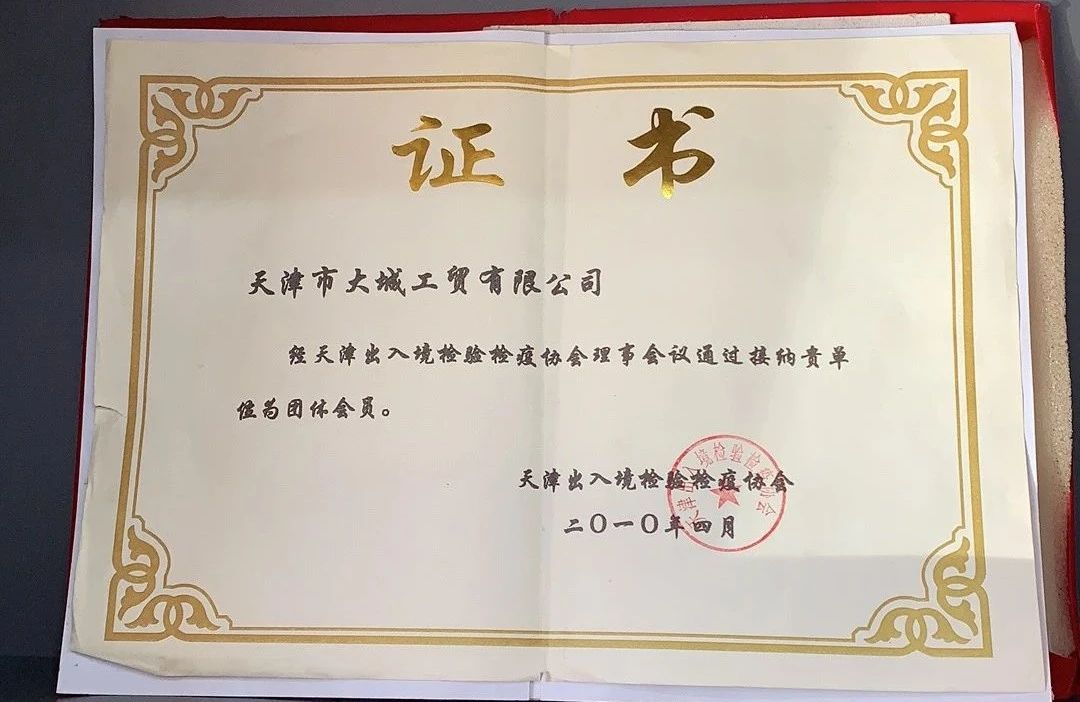 证书
天津市大城工贸有限公司
经天津出入境检验检疫协会理事会议通过接纳贵单
位为团体会员。
天津出入境检验检疫协会
二〇一〇年四月